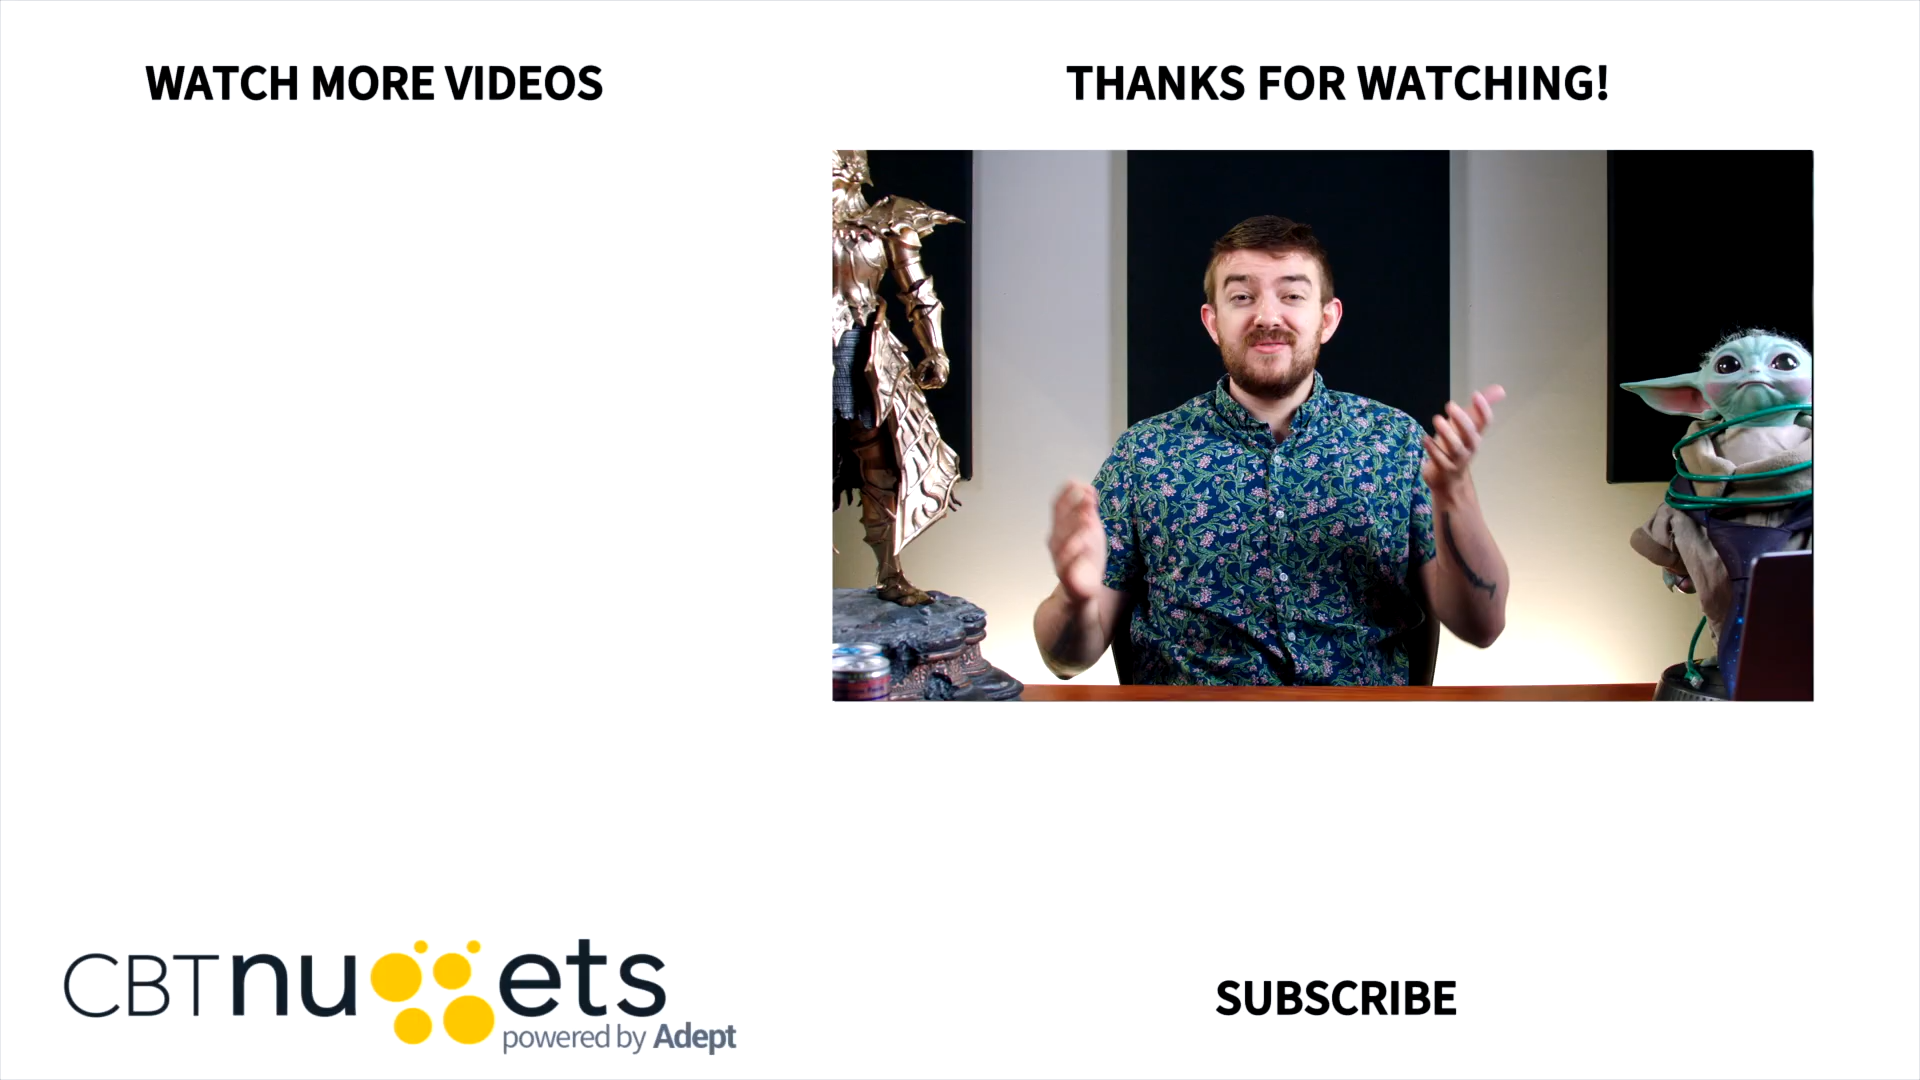 WATCH MORE VIDEOS
THANKS FOR WATCHING!
CBTnuggets
powered by Adept
SUBSCRIBE